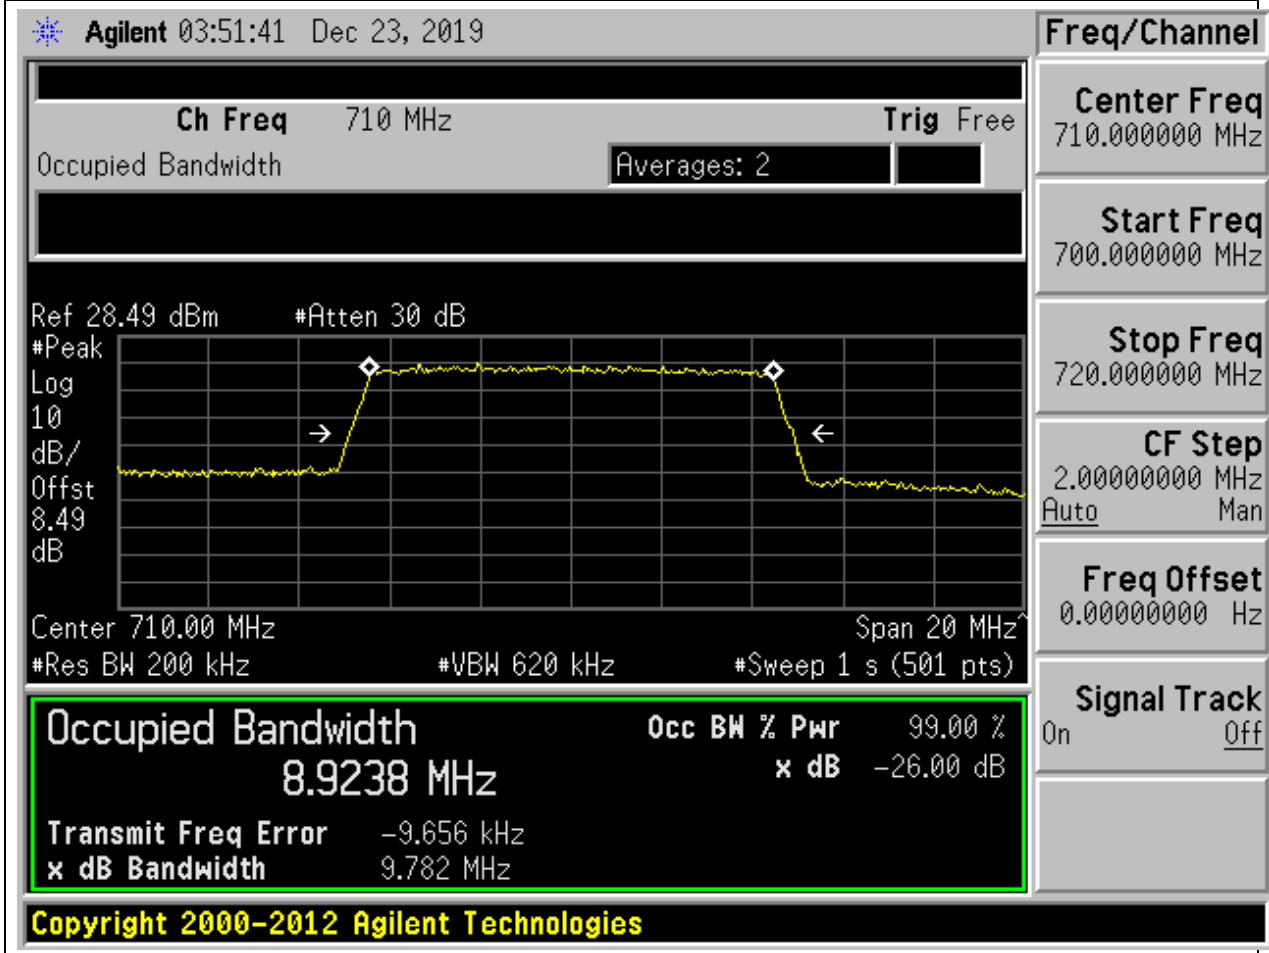 Agilent 03:51:41 Dec 23, 2019
Freq/Channel
Ch Freq 710 MHz Trig Free
Occupied Bandwidth Averages: 2
Ref 28.49 dBm #Atten 30 dB
#Peak
Log
10
dB/
Offst
8.49
dB
Center 710.00 MHz Span 20 MHz^
#Res BW 200 kHz #VBW 620 kHz #Sweep 1 s (501 pts)
Occupied Bandwidth Occ BW % Pwr 99.00 %
8.9238 MHz x dB -26.00 dB
Transmit Freq Error -9.656 kHz
x dB Bandwidth 9.782 MHz
Copyright 2000-2012 Agilent Technologies
Center Freq
710.000000 MHz
Start Freq
700.000000 MHz
Stop Freq
720.000000 MHz
CF Step
2.00000000 MHz
Auto Man
Freq Offset
0.00000000 Hz
Signal Track
On Off